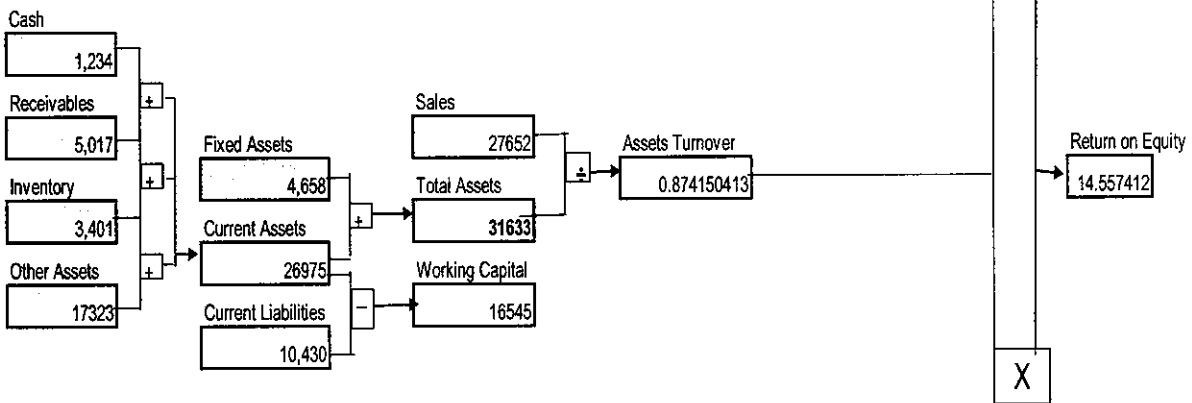 Cash
1,234
+
Receivables
5,017
+
Inventory
3,401
+
Other Assets
17323
Fixed Assets
4,658
+
Current Assets
26975
-
Current Liabilities
10,430
Sales
27652
÷
Total Assets
31633
Working Capital
16545
Assets Turnover
0.874150413
Return on Equity
14.557412
X